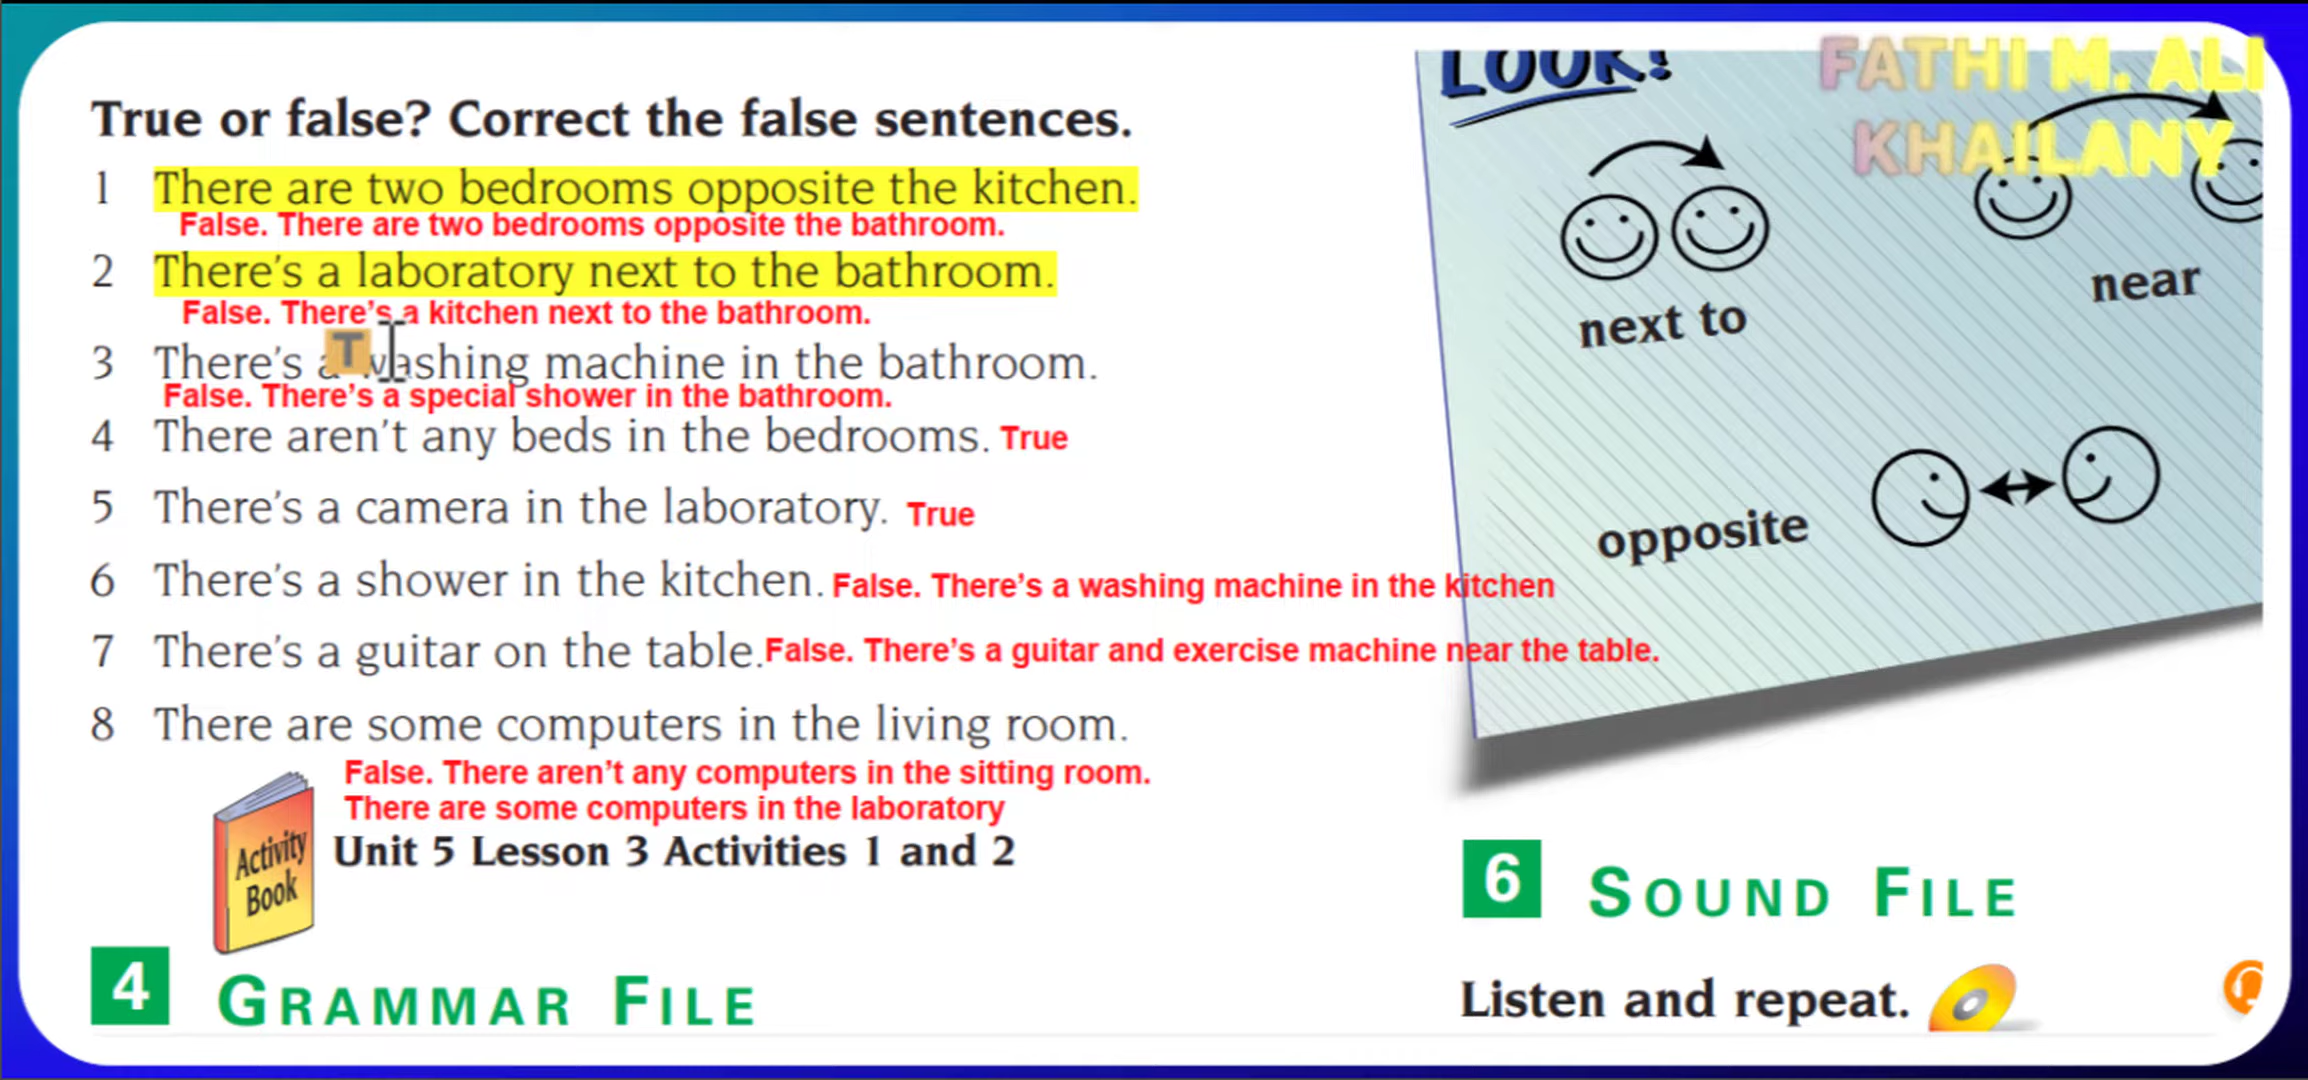 True or false? Correct the false sentences.
1 There are two bedrooms opposite the kitchen.
False. There are two bedrooms opposite the bathroom.
2 There's a laboratory next to the bathroom.
False. There's a kitchen next to the bathroom.
3 There's a washing machine in the bathroom.
T
False. There's a special shower in the bathroom.
4 There aren't any beds in the bedrooms. True
5 There's a camera in the laboratory. True
6 There's a shower in the kitchen. False. There's a washing machine in the kitchen
7 There's a guitar on the table. False. There's a guitar and exercise machine near the table.
8 There are some computers in the living room.
False. There aren't any computers in the sitting room.
There are some computers in the laboratory
Activity
Book
Unit 5 Lesson 3 Activities 1 and 2
4 GRAMMAR FILE
LOOK!
FATHI M. ALI
KHAILANY
next to
near
opposite
6 SOUND FILE
Listen and repeat.